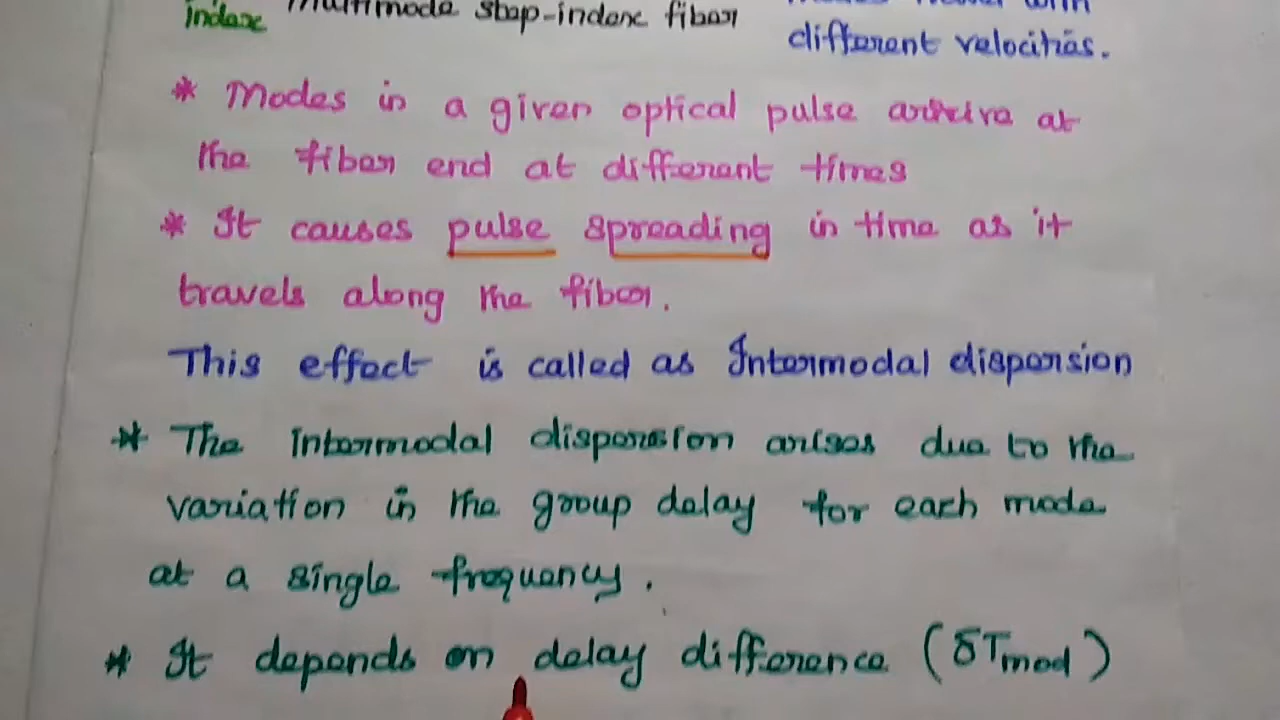 index Multimode step-index fiber
with
different velocities.
* Modes in a given optical pulse arrive at
the fiber end at different times
* It causes pulse spreading in time as it
travels along the fiber.
This effect is called as Intermodal dispersion
* The intermodal dispersion arises due to the
variation in the group delay for each mode
at a single frequency.
* It depends on delay difference (δTmod)